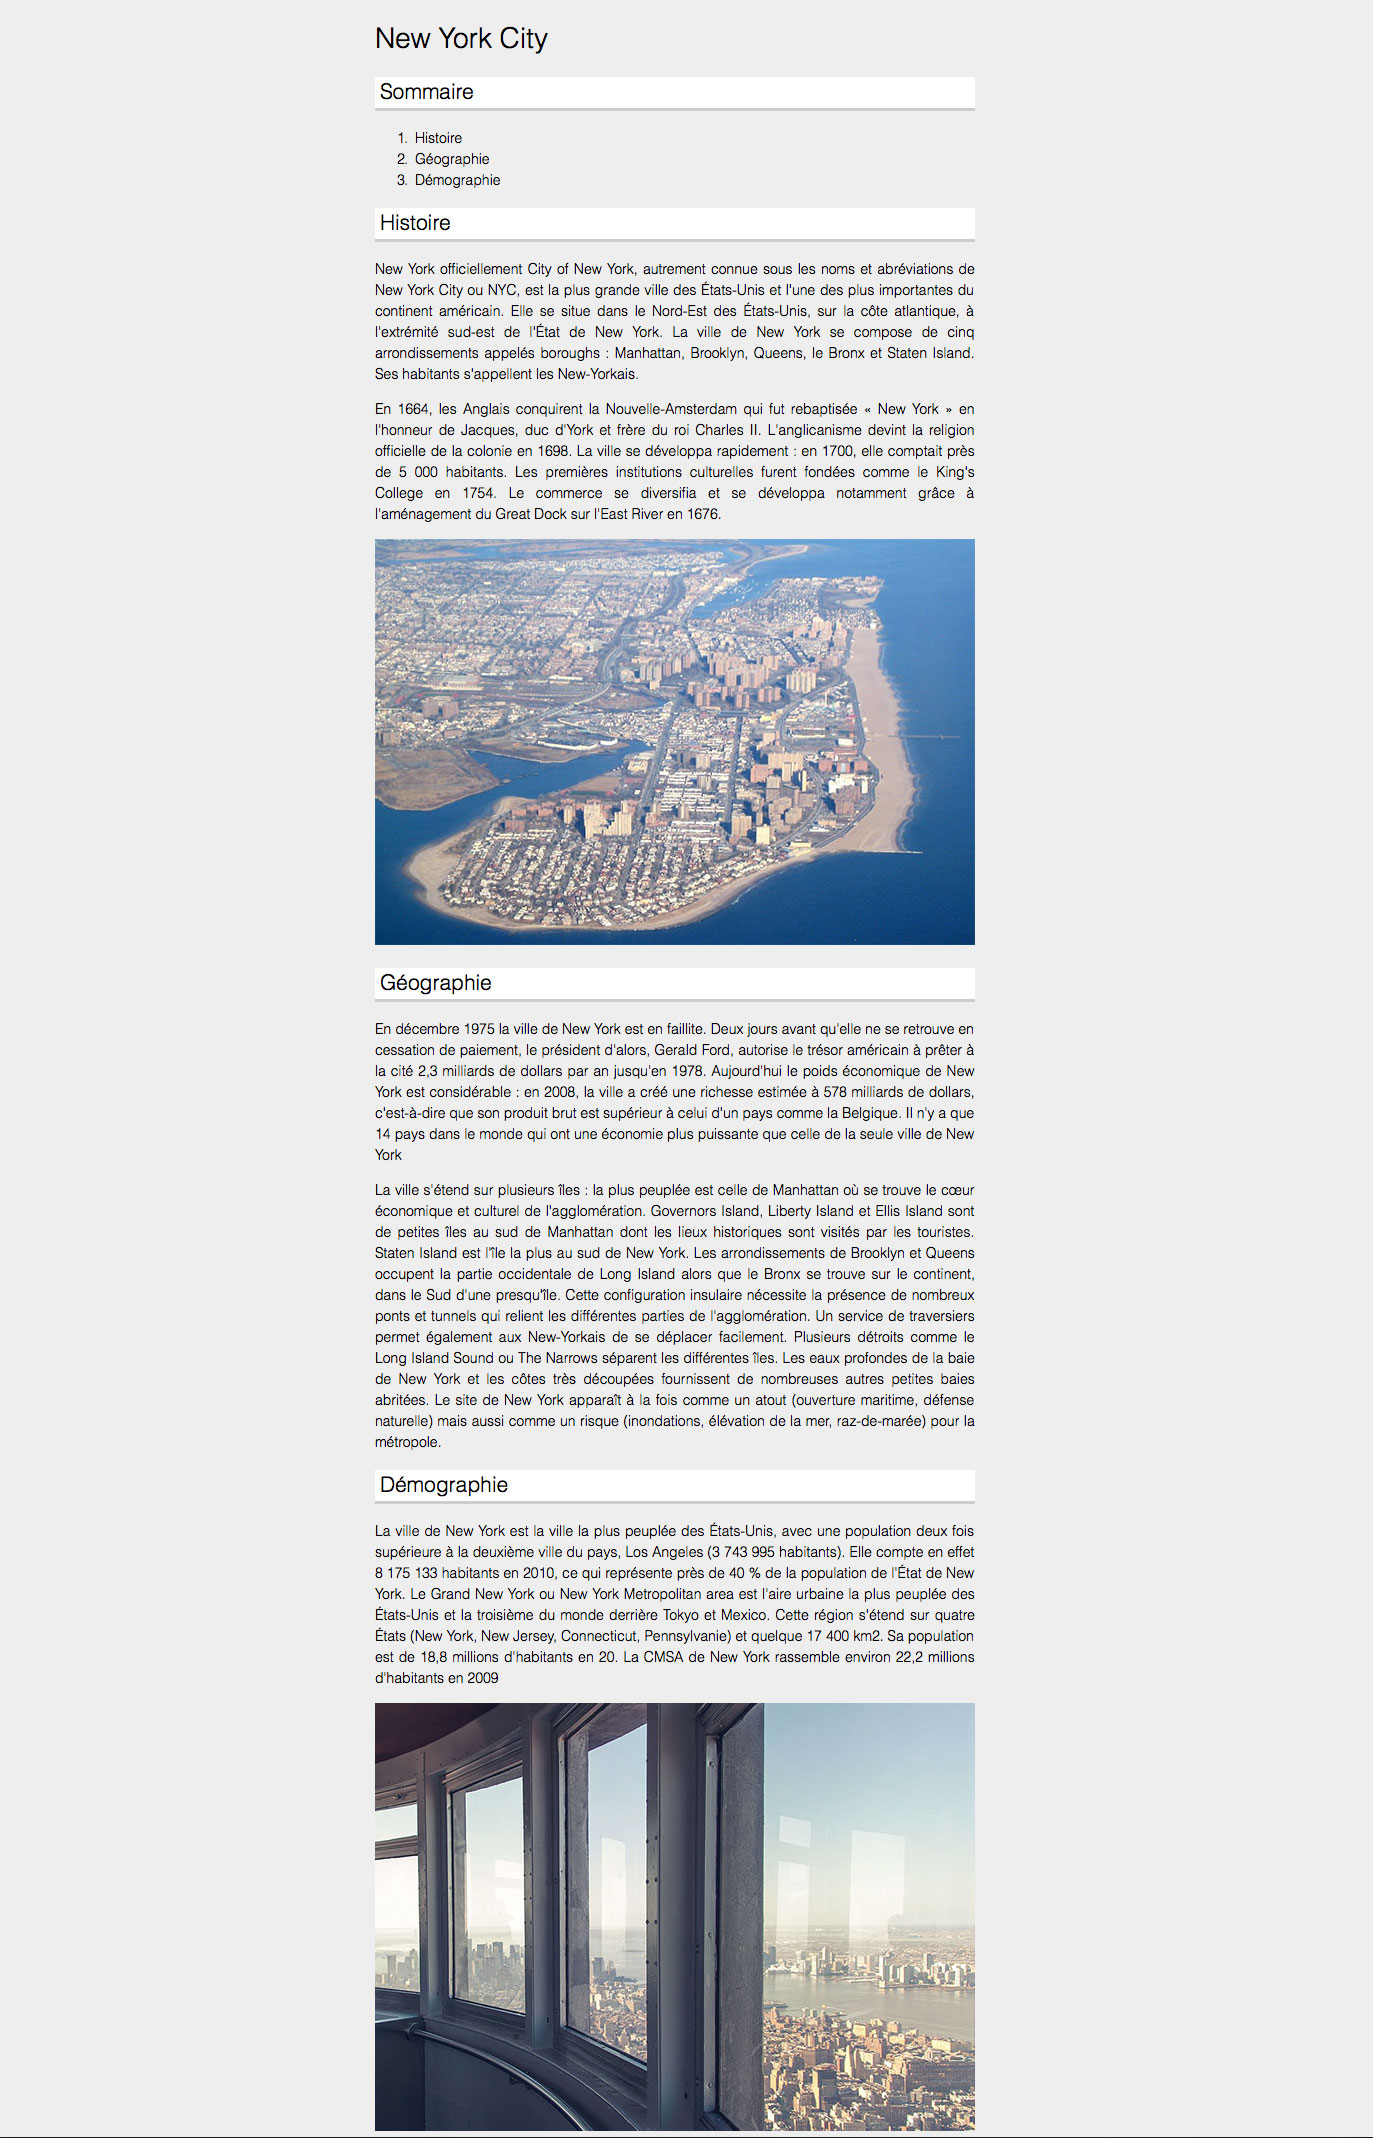 New York City
Sommaire
1. Histoire
2. Géographie
3. Démographie
Histoire
New York officiellement City of New York, autrement connue sous les noms et abréviations de
New York City ou NYC, est la plus grande ville des États-Unis et l'une des plus importantes du
continent américain. Elle se situe dans le Nord-Est des États-Unis, sur la côte atlantique, à
l'extrémité sud-est de l'État de New York. La ville de New York se compose de cinq
arrondissements appelés boroughs : Manhattan, Brooklyn, Queens, le Bronx et Staten Island.
Ses habitants s'appellent les New-Yorkais.
En 1664, les Anglais conquirent la Nouvelle-Amsterdam qui fut rebaptisée « New York » en
l'honneur de Jacques, duc d'York et frère du roi Charles II. L'anglicanisme devint la religion
officielle de la colonie en 1698. La ville se développa rapidement : en 1700, elle comptait près
de 5 000 habitants. Les premières institutions culturelles furent fondées comme le King's
College en 1754. Le commerce se diversifia et se développa notamment grâce à
l'aménagement du Great Dock sur l'East River en 1676.
Géographie
En décembre 1975 la ville de New York est en faillite. Deux jours avant qu'elle ne se retrouve en
cessation de paiement, le président d'alors, Gerald Ford, autorise le trésor américain à prêter à
la cité 2,3 milliards de dollars par an jusqu'en 1978. Aujourd'hui le poids économique de New
York est considérable : en 2008, la ville a créé une richesse estimée à 578 milliards de dollars,
c'est-à-dire que son produit brut est supérieur à celui d'un pays comme la Belgique. Il n'y a que
14 pays dans le monde qui ont une économie plus puissante que celle de la seule ville de New
York
La ville s'étend sur plusieurs îles : la plus peuplée est celle de Manhattan où se trouve le cœur
économique et culturel de l'agglomération. Governors Island, Liberty Island et Ellis Island sont
de petites îles au sud de Manhattan dont les lieux historiques sont visités par les touristes.
Staten Island est l'île la plus au sud de New York. Les arrondissements de Brooklyn et Queens
occupent la partie occidentale de Long Island alors que le Bronx se trouve sur le continent,
dans le Sud d'une presqu'île. Cette configuration insulaire nécessite la présence de nombreux
ponts et tunnels qui relient les différentes parties de l'agglomération. Un service de traversiers
permet également aux New-Yorkais de se déplacer facilement. Plusieurs détroits comme le
Long Island Sound ou The Narrows séparent les différentes îles. Les eaux profondes de la baie
de New York et les côtes très découpées fournissent de nombreuses autres petites baies
abritées. Le site de New York apparaît à la fois comme un atout (ouverture maritime, défense
naturelle) mais aussi comme un risque (inondations, élévation de la mer, raz-de-marée) pour la
métropole.
Démographie
La ville de New York est la ville la plus peuplée des États-Unis, avec une population deux fois
supérieure à la deuxième ville du pays, Los Angeles (3 743 995 habitants). Elle compte en effet
8 175 133 habitants en 2010, ce qui représente près de 40 % de la population de l'État de New
York. Le Grand New York ou New York Metropolitan area est l'aire urbaine la plus peuplée des
États-Unis et la troisième du monde derrière Tokyo et Mexico. Cette région s'étend sur quatre
États (New York, New Jersey, Connecticut, Pennsylvanie) et quelque 17 400 km2. Sa population
est de 18,8 millions d'habitants en 20. La CMSA de New York rassemble environ 22,2 millions
d'habitants en 2009